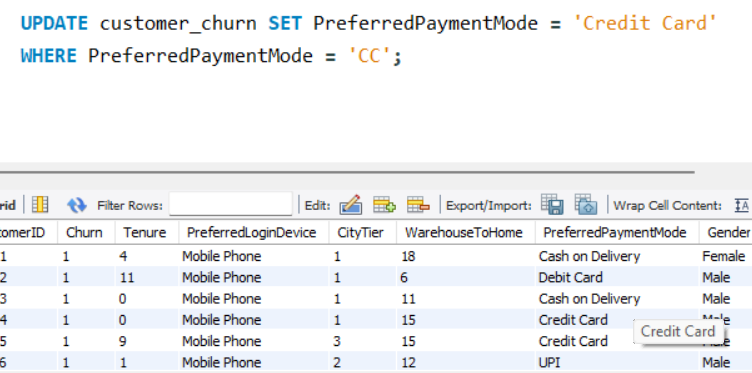 UPDATE customer_churn SET PreferredPaymentMode = 'Credit Card'
WHERE PreferredPaymentMode = 'CC';
rid Filter Rows: Edit: Export/Import: Wrap Cell Content: IA
tomerID Churn Tenure PreferredLoginDevice CityTier WarehouseToHome PreferredPaymentMode Gender
1 1 4 Mobile Phone 1 18 Cash on Delivery Female
2 1 11 Mobile Phone 1 6 Debit Card Male
3 1 0 Mobile Phone 1 11 Cash on Delivery Male
4 1 0 Mobile Phone 1 15 Credit Card Male
Credit Card
5 1 9 Mobile Phone 3 15 Credit Card Male
6 1 1 Mobile Phone 2 12 UPI Male